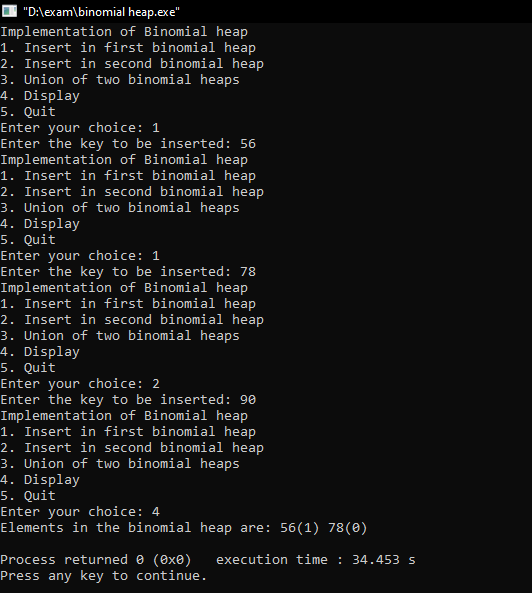 "D:\exam\binomial heap.exe"
Implementation of Binomial heap
1. Insert in first binomial heap
2. Insert in second binomial heap
3. Union of two binomial heaps
4. Display
5. Quit
Enter your choice: 1
Enter the key to be inserted: 56
Implementation of Binomial heap
1. Insert in first binomial heap
2. Insert in second binomial heap
3. Union of two binomial heaps
4. Display
5. Quit
Enter your choice: 1
Enter the key to be inserted: 78
Implementation of Binomial heap
1. Insert in first binomial heap
2. Insert in second binomial heap
3. Union of two binomial heaps
4. Display
5. Quit
Enter your choice: 2
Enter the key to be inserted: 90
Implementation of Binomial heap
1. Insert in first binomial heap
2. Insert in second binomial heap
3. Union of two binomial heaps
4. Display
5. Quit
Enter your choice: 4
Elements in the binomial heap are: 56(1) 78(0)
Process returned 0 (0x0)   execution time : 34.453 s
Press any key to continue.